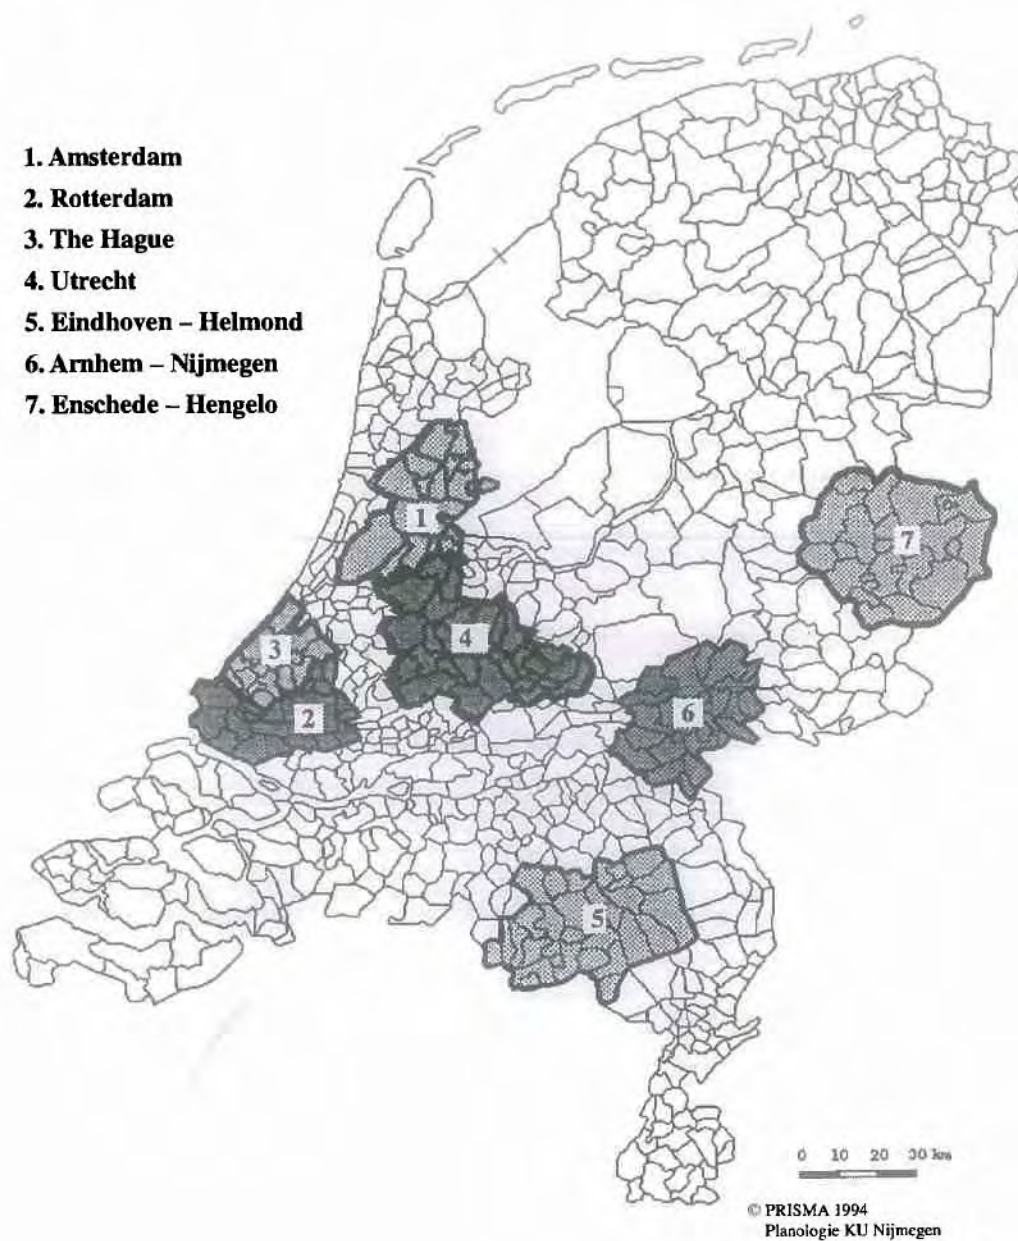 1. Amsterdam
2. Rotterdam
3. The Hague
4. Utrecht
5. Eindhoven – Helmond
6. Arnhem – Nijmegen
7. Enschede – Hengelo
1
7
4
3
2
6
5
0 10 20 30 km
© PRISMA 1994
Planologie KU Nijmegen